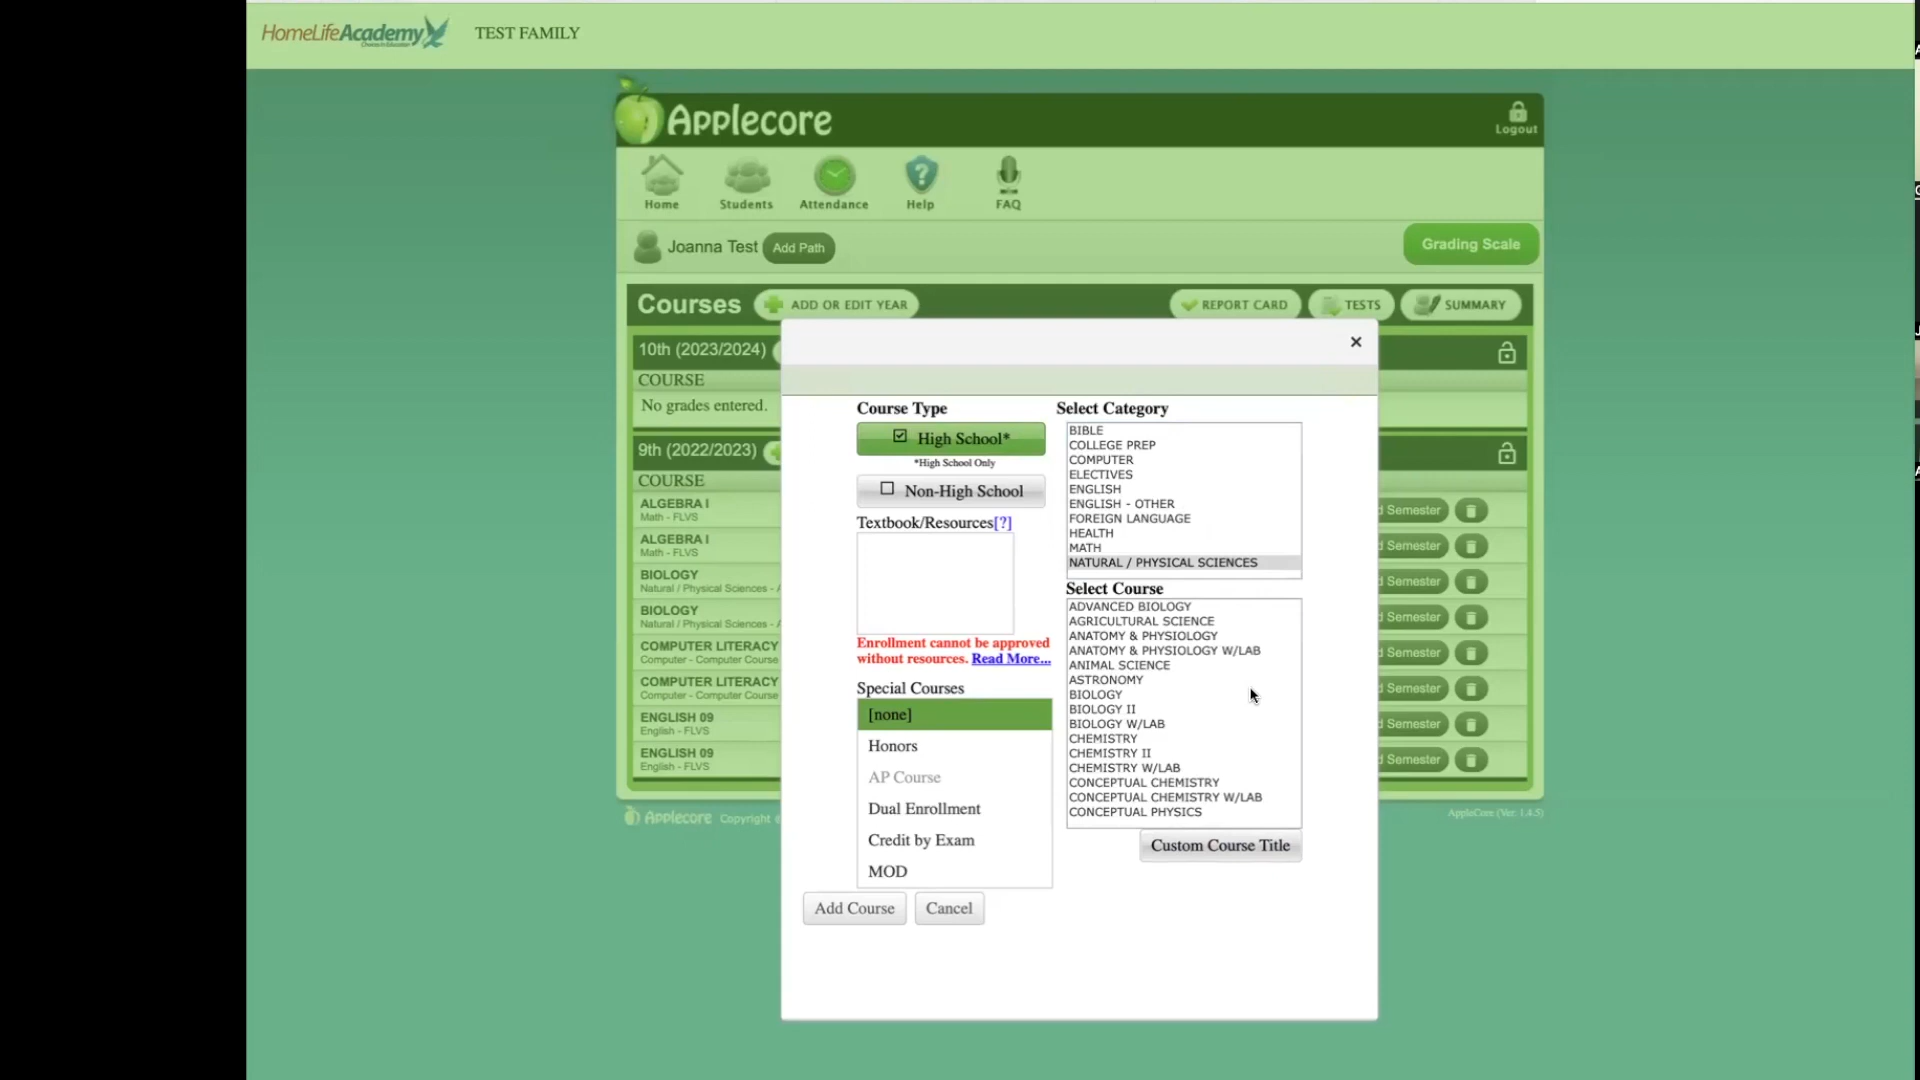 HomeLifeAcademy
TEST FAMILY
Applecore
Logout
Home
Students
Attendance
Help
FAQ
Joanna Test
Add Path
Grading Scale
Courses
ADD OR EDIT YEAR
REPORT CARD
TESTS
SUMMARY
10th (2023/2024)
COURSE
No grades entered.
9th (2022/2023)
COURSE
ALGEBRA I
Math - FLVS
ALGEBRA I
Math - FLVS
BIOLOGY
Natural / Physical Sciences -
BIOLOGY
Natural / Physical Sciences -
COMPUTER LITERACY
Computer - Computer Course
COMPUTER LITERACY
Computer - Computer Course
ENGLISH 09
English - FLVS
ENGLISH 09
English - FLVS
Semester
Semester
Semester
Semester
Semester
Semester
Semester
Semester
×
Course Type
High School*
*High School Only
Non-High School
Textbook/Resources[?]
Enrollment cannot be approved
without resources. Read More...
Special Courses
[none]
Honors
AP Course
Dual Enrollment
Credit by Exam
MOD
Select Category
BIBLE
COLLEGE PREP
COMPUTER
ELECTIVES
ENGLISH
ENGLISH - OTHER
FOREIGN LANGUAGE
HEALTH
MATH
NATURAL / PHYSICAL SCIENCES
Select Course
ADVANCED BIOLOGY
AGRICULTURAL SCIENCE
ANATOMY & PHYSIOLOGY
ANATOMY & PHYSIOLOGY W/LAB
ANIMAL SCIENCE
ASTRONOMY
BIOLOGY
BIOLOGY II
BIOLOGY W/LAB
CHEMISTRY
CHEMISTRY II
CHEMISTRY W/LAB
CONCEPTUAL CHEMISTRY
CONCEPTUAL CHEMISTRY W/LAB
CONCEPTUAL PHYSICS
Custom Course Title
Add Course
Cancel
Applecore Copyright
AppleCore (Ver: 1.4.5)